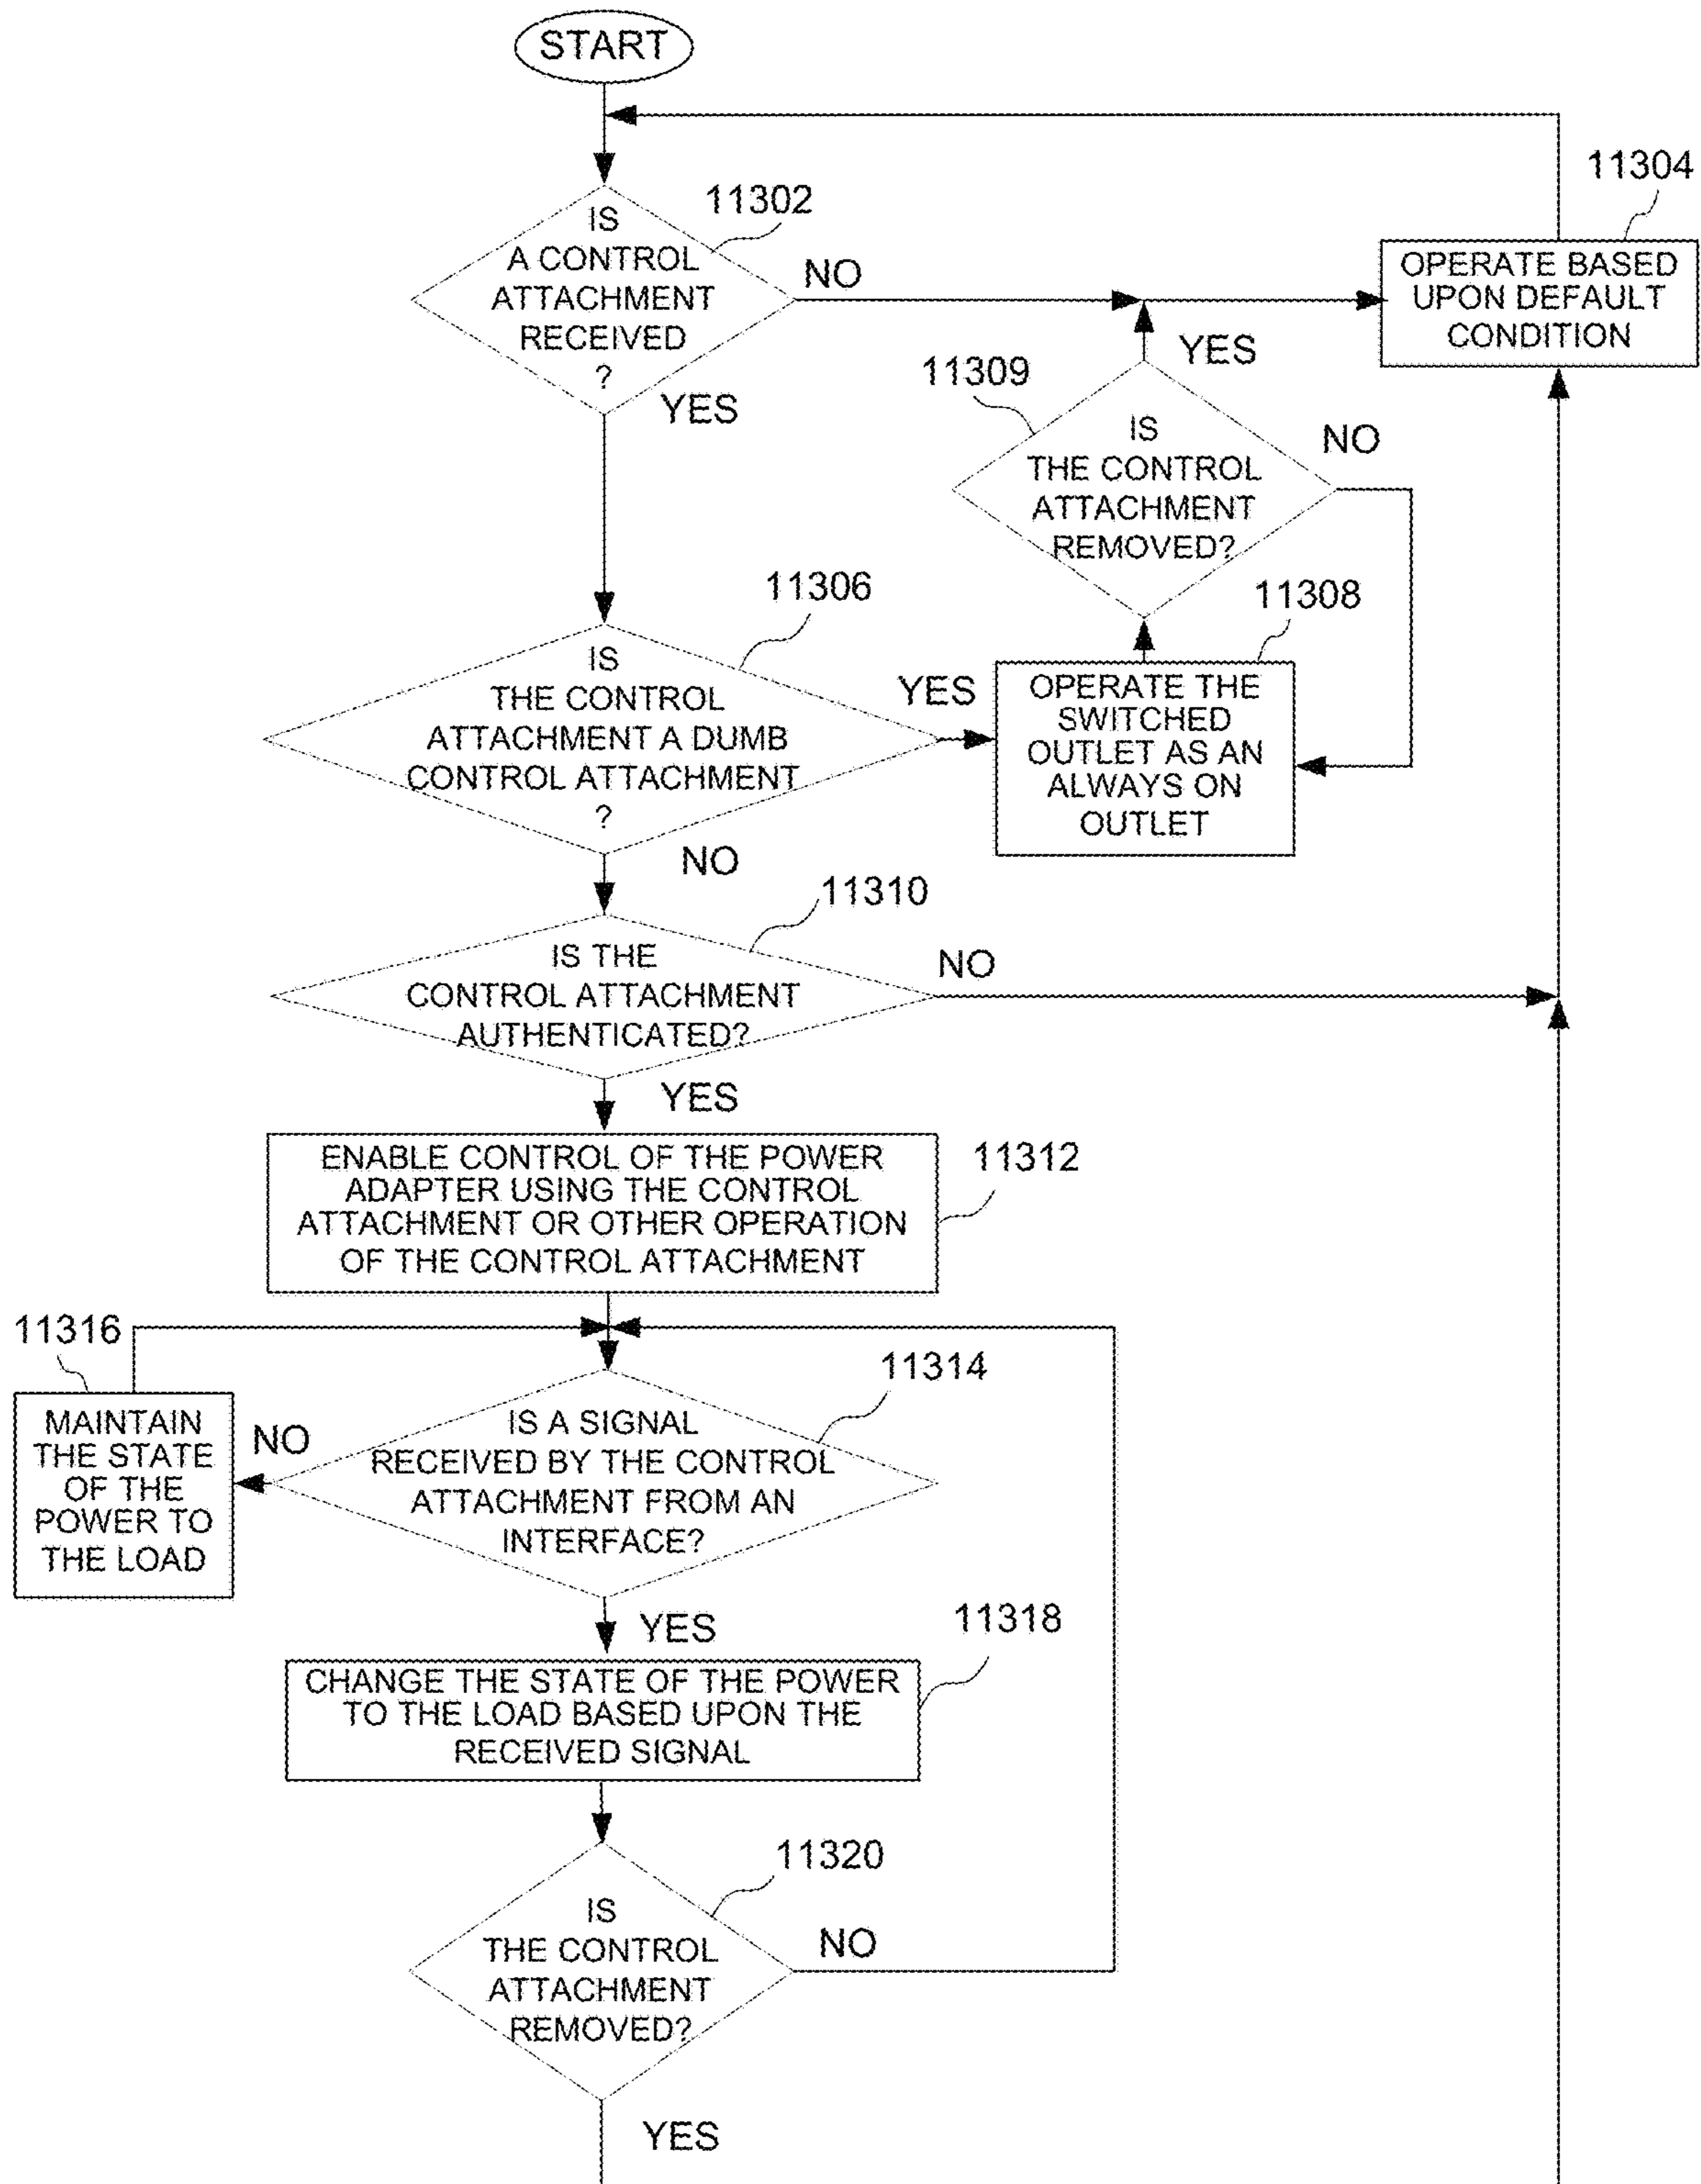 START
11304
11302
IS
A CONTROL
ATTACHMENT
RECEIVED
?
NO
YES
OPERATE BASED
UPON DEFAULT
CONDITION
11309
YES
IS
THE CONTROL
ATTACHMENT
REMOVED?
NO
11306
IS
THE CONTROL
ATTACHMENT A DUMB
CONTROL ATTACHMENT
?
YES
NO
11308
OPERATE THE
SWITCHED
OUTLET AS AN
ALWAYS ON
OUTLET
11310
IS THE
CONTROL ATTACHMENT
AUTHENTICATED?
NO
YES
ENABLE CONTROL OF THE POWER
ADAPTER USING THE CONTROL
ATTACHMENT OR OTHER OPERATION
OF THE CONTROL ATTACHMENT
11312
11316
MAINTAIN
THE STATE
OF THE
POWER TO
THE LOAD
NO
11314
IS A SIGNAL
RECEIVED BY THE CONTROL
ATTACHMENT FROM AN
INTERFACE?
YES
11318
CHANGE THE STATE OF THE POWER
TO THE LOAD BASED UPON THE
RECEIVED SIGNAL
11320
IS
THE CONTROL
ATTACHMENT
REMOVED?
NO
YES